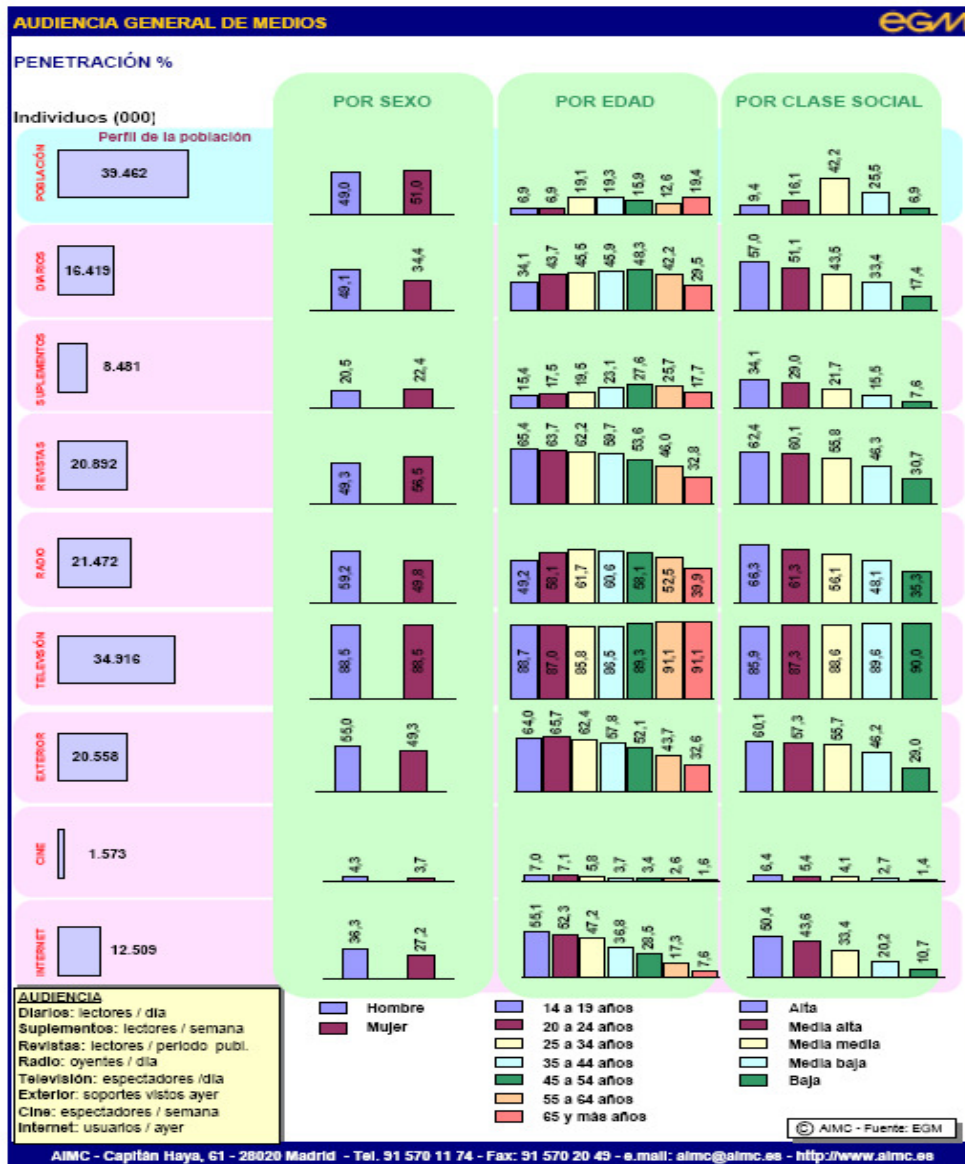 AUDIENCIA GENERAL DE MEDIOS
eGM
PENETRACIÓN %
POR SEXO
POR EDAD
POR CLASE SOCIAL
Individuos (000)
Perfil de la población
POBLACIÓN
39.462
49,0 51,0
6,9 6,9 19,1 19,3 15,9 12,6 19,4
9,4 16,1 42,2 25,5 6,9
DIARIOS
16.419
49,1 34,4
34,1 43,7 45,5 45,9 48,3 42,2 29,5
57,0 51,1 43,5 33,4 17,4
SUPLEMENTOS
8.481
20,5 22,4
15,4 17,5 19,5 23,1 27,6 25,7 17,7
34,1 29,0 21,7 15,5 7,6
REVISTAS
20.892
49,3 56,5
65,4 63,7 62,2 59,7 53,6 46,0 32,8
62,4 60,1 55,8 46,3 30,7
RADIO
21.472
59,2 49,8
49,2 58,1 61,7 60,6 58,1 52,5 39,9
66,3 61,3 56,1 48,1 35,3
TELEVISIÓN
34.916
88,5 88,5
88,7 87,0 85,8 86,5 89,3 91,1 91,1
85,9 87,3 88,6 89,6 90,0
EXTERIOR
20.558
55,0 49,3
64,0 65,7 62,4 57,8 52,1 43,7 32,6
60,1 57,3 55,7 46,2 29,0
CINE
1.573
4,3 3,7
7,0 7,1 5,8 3,7 3,4 2,6 1,6
6,4 5,4 4,1 2,7 1,4
INTERNET
12.509
36,3 27,2
55,1 52,3 47,2 36,8 28,5 17,3 7,6
50,4 43,6 33,4 20,2 10,7
AUDIENCIA
Diarios: lectores / día
Suplementos: lectores / semana
Revistas: lectores / periodo publ.
Radio: oyentes / día
Televisión: espectadores /día
Exterior: soportes vistos ayer
Cine: espectadores / semana
Internet: usuarios / ayer
Hombre
Mujer
14 a 19 años
20 a 24 años
25 a 34 años
35 a 44 años
45 a 54 años
55 a 64 años
65 y más años
Alta
Media alta
Media media
Media baja
Baja
© AIMC - Fuente: EGM
AIMC - Capitán Haya, 61 - 28020 Madrid - Tel. 91 570 11 74 - Fax: 91 570 20 49 - e.mail: aimc@aimc.es - http://www.aimc.es